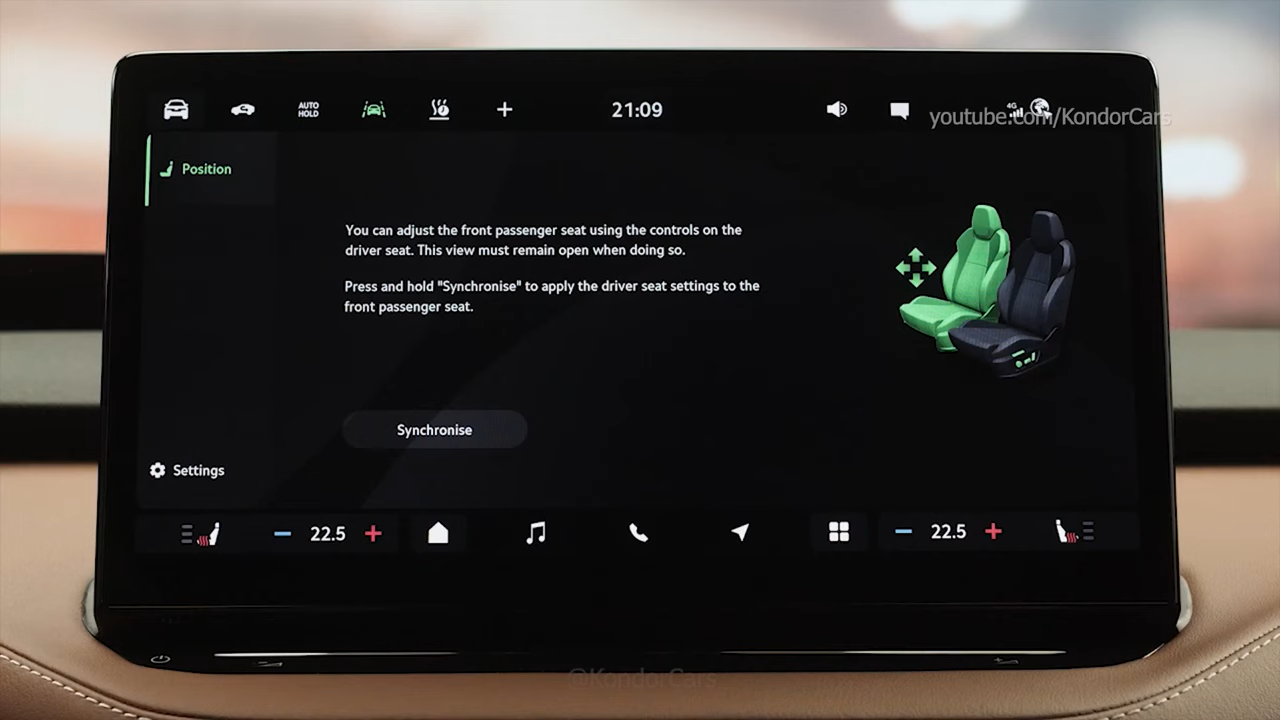 AUTO
HOLD
21:09
4G
youtube.com/KondorCars
Position
You can adjust the front passenger seat using the controls on the
driver seat. This view must remain open when doing so.
Press and hold "Synchronise" to apply the driver seat settings to the
front passenger seat.
Synchronise
Settings
22.5
22.5
@KondorCars